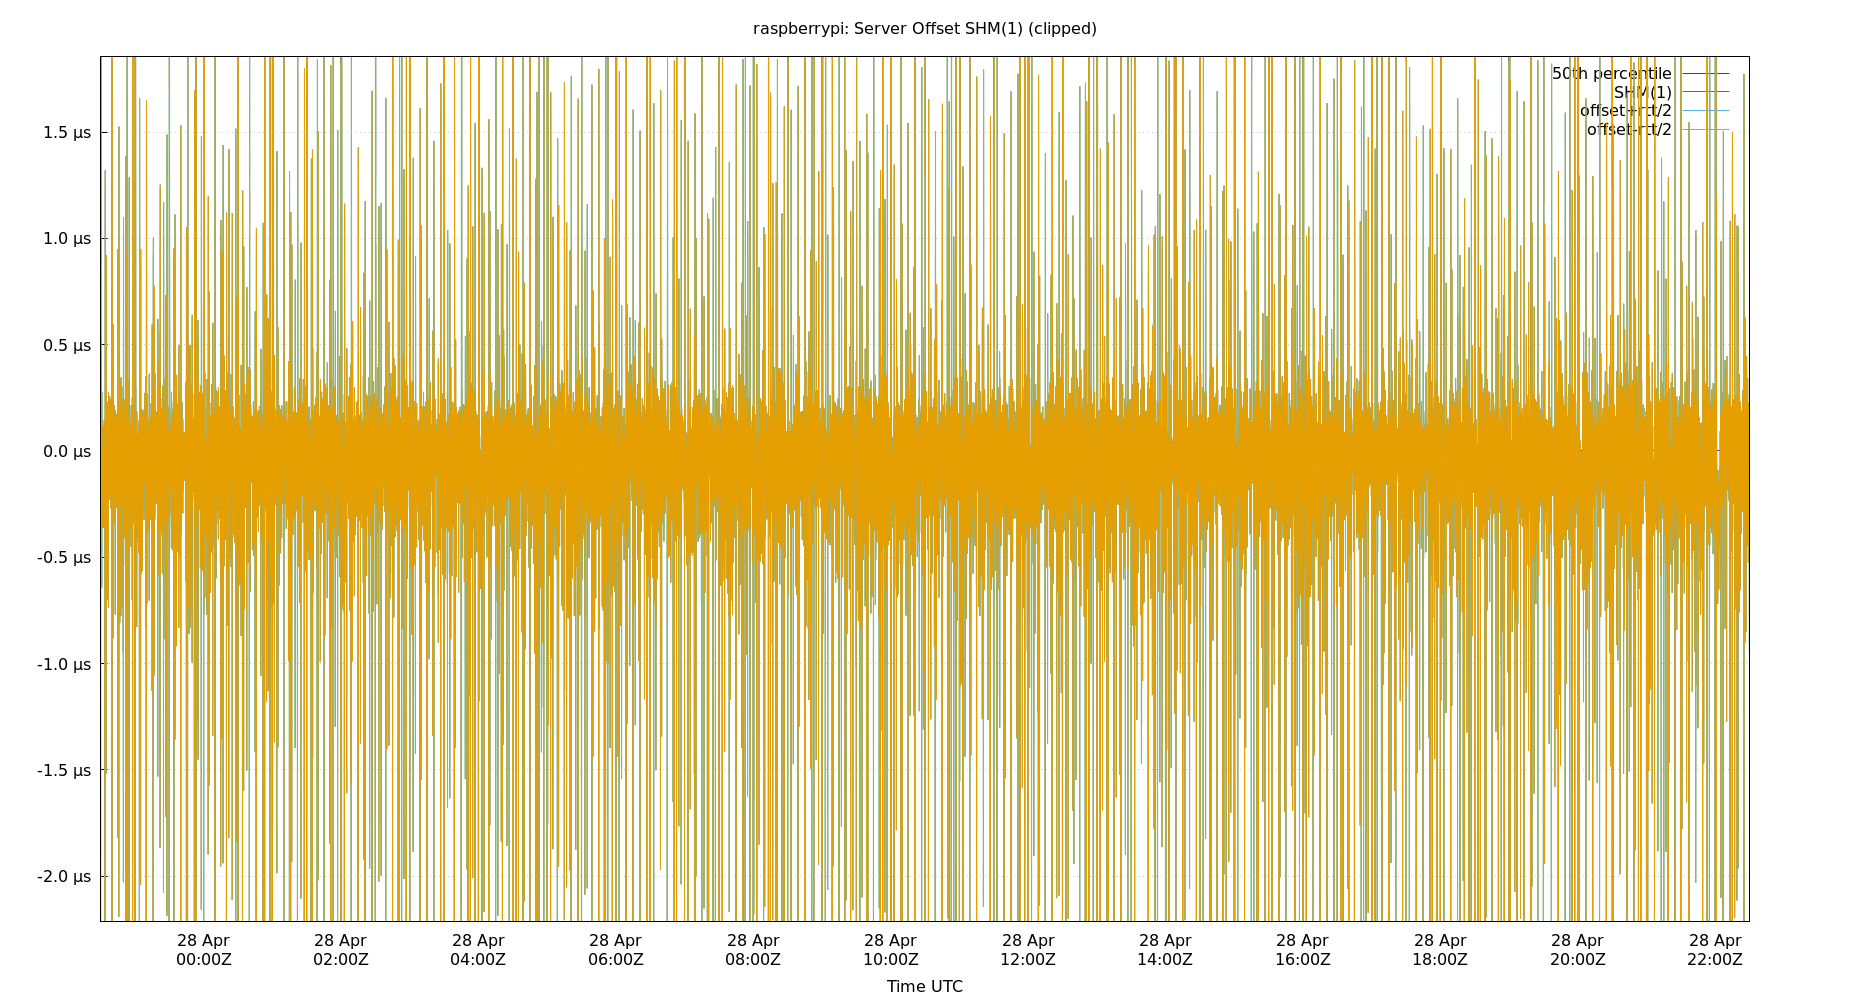 raspberrypi: Server Offset SHM(1) (clipped)
50th percentile
SHM(1)
offset+rtt/2
offset-rtt/2
1.5 µs
1.0 µs
0.5 µs
0.0 µs
-0.5 µs
-1.0 µs
-1.5 µs
-2.0 µs
28 Apr 28 Apr 28 Apr 28 Apr 28 Apr 28 Apr 28 Apr 28 Apr 28 Apr 28 Apr 28 Apr 28 Apr
00:00Z 02:00Z 04:00Z 06:00Z 08:00Z 10:00Z 12:00Z 14:00Z 16:00Z 18:00Z 20:00Z 22:00Z
Time UTC